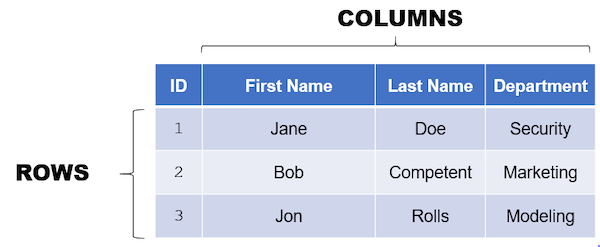 COLUMNS
ID First Name Last Name Department
1 Jane Doe Security
ROWS
2 Bob Competent Marketing
3 Jon Rolls Modeling